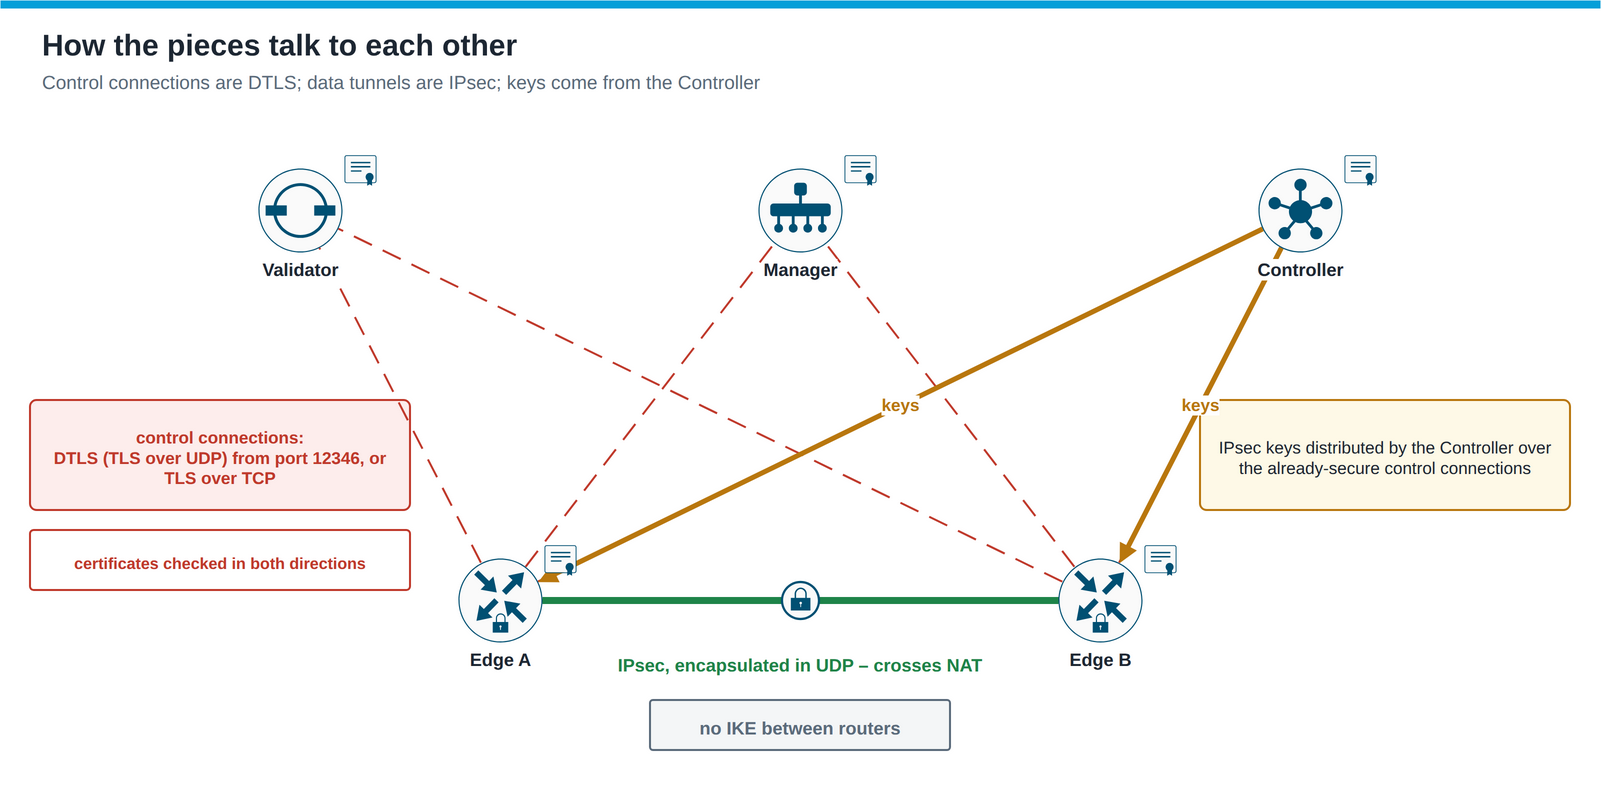 How the pieces talk to each other
Control connections are DTLS; data tunnels are IPsec; keys come from the Controller
Validator
Manager
Controller
keys
keys
control connections:
DTLS (TLS over UDP) from port 12346, or
TLS over TCP
IPsec keys distributed by the Controller over
the already-secure control connections
certificates checked in both directions
Edge A
Edge B
IPsec, encapsulated in UDP – crosses NAT
no IKE between routers